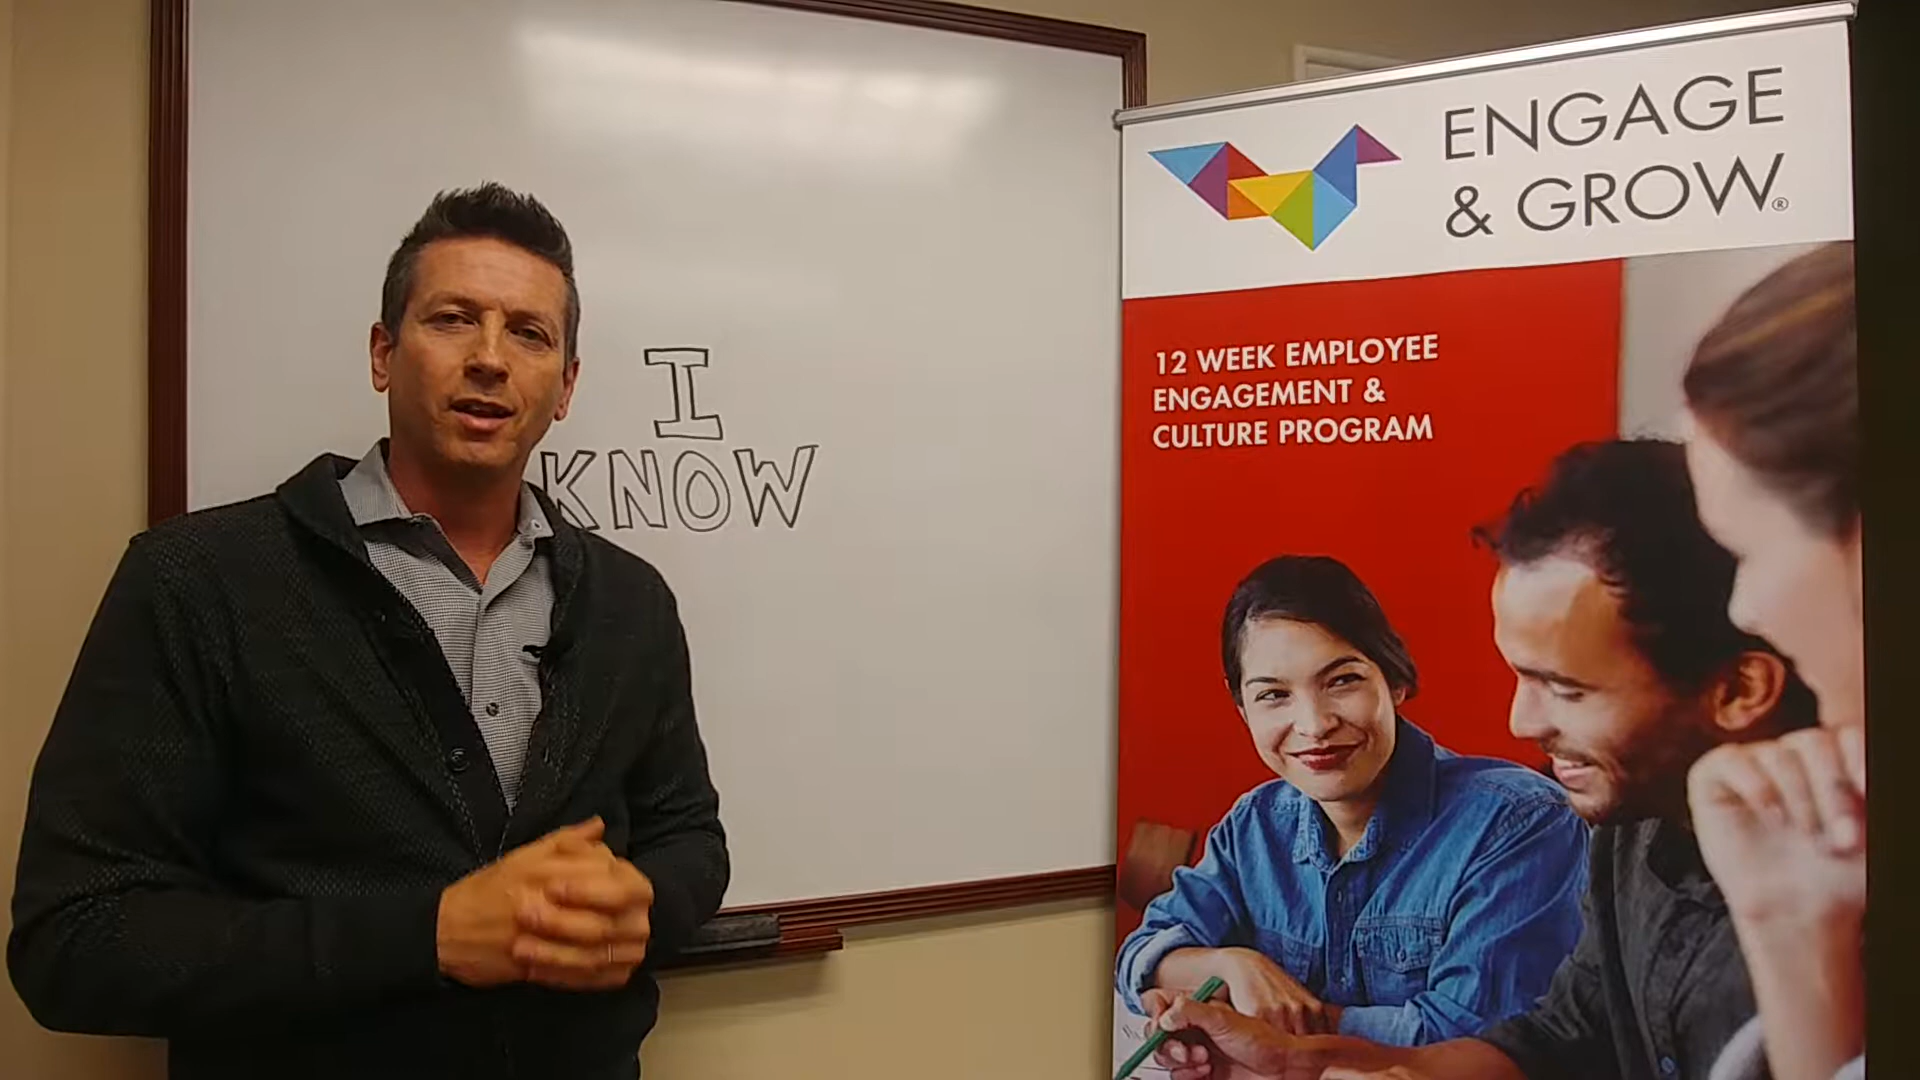 I
KNOW
ENGAGE
& GROW®
12 WEEK EMPLOYEE
ENGAGEMENT &
CULTURE PROGRAM